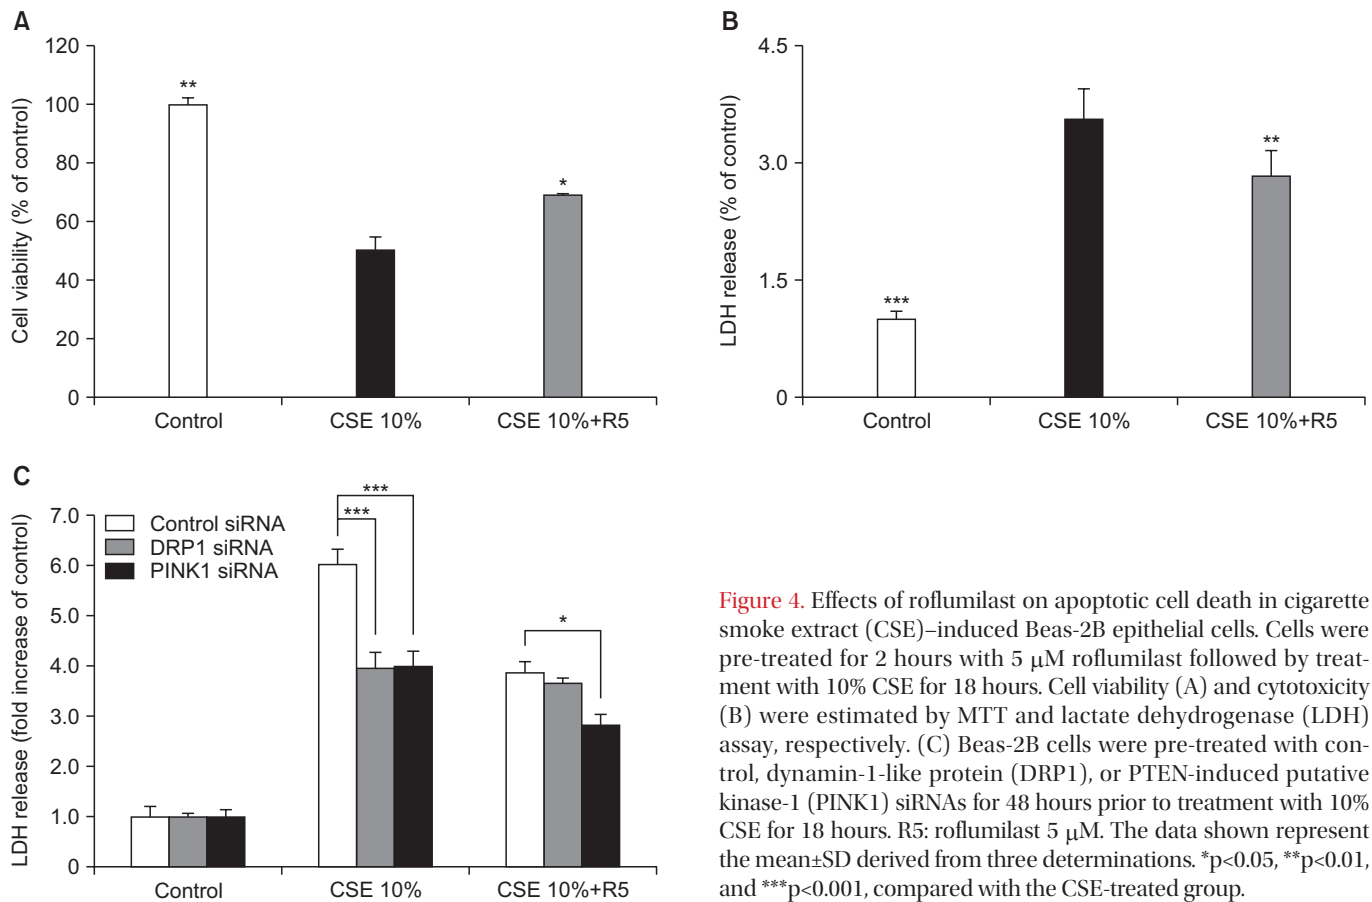 A
120
100
80
60
40
20
0
Cell viability (% of control)
**
*
Control
CSE 10%
CSE 10%+R5
B
4.5
3.0
1.5
0
LDH release (% of control)
***
**
Control
CSE 10%
CSE 10%+R5
C
7.0
6.0
5.0
4.0
3.0
2.0
1.0
0
LDH release (fold increase of control)
Control siRNA
DRP1 siRNA
PINK1 siRNA
***
***
*
Control
CSE 10%
CSE 10%+R5
Figure 4. Effects of roflumilast on apoptotic cell death in cigarette
smoke extract (CSE)–induced Beas-2B epithelial cells. Cells were
pre-treated for 2 hours with 5 μM roflumilast followed by treat-
ment with 10% CSE for 18 hours. Cell viability (A) and cytotoxicity
(B) were estimated by MTT and lactate dehydrogenase (LDH)
assay, respectively. (C) Beas-2B cells were pre-treated with con-
trol, dynamin-1-like protein (DRP1), or PTEN-induced putative
kinase-1 (PINK1) siRNAs for 48 hours prior to treatment with 10%
CSE for 18 hours. R5: roflumilast 5 μM. The data shown represent
the mean±SD derived from three determinations. *p<0.05, **p<0.01,
and ***p<0.001, compared with the CSE-treated group.